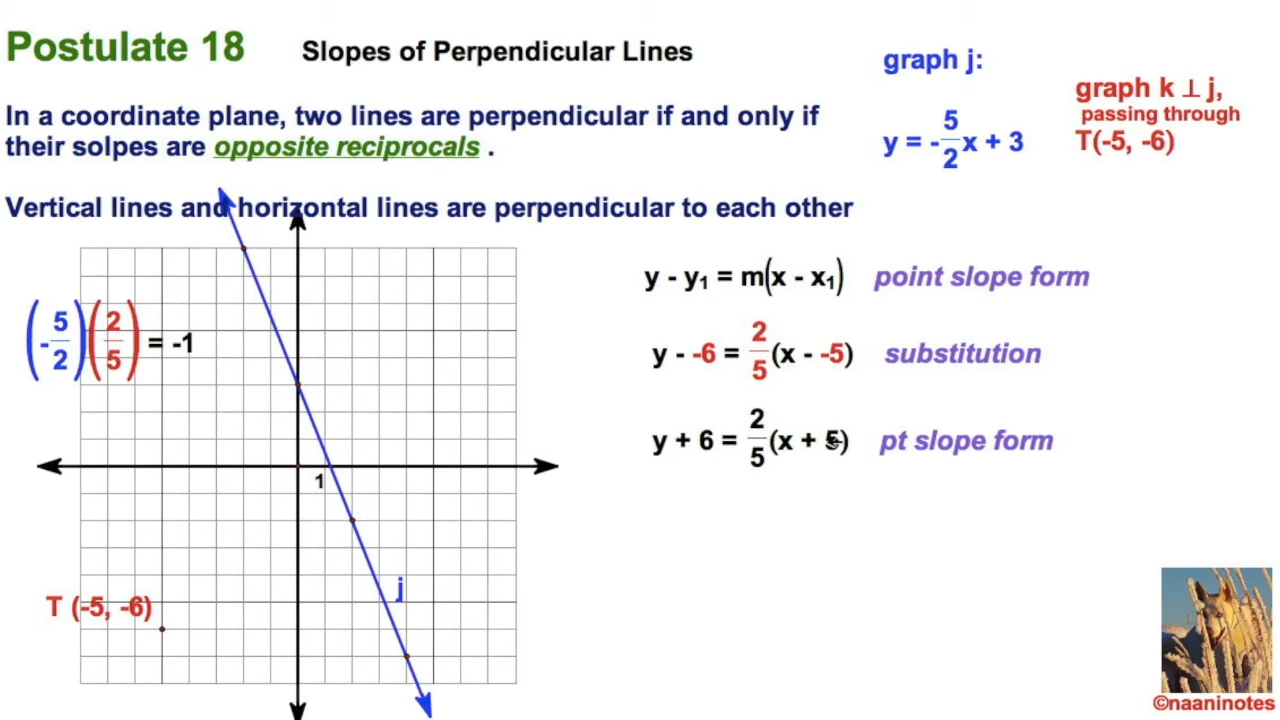 Postulate 18 Slopes of Perpendicular Lines
In a coordinate plane, two lines are perpendicular if and only if
their solpes are opposite reciprocals .
Vertical lines and horizontal lines are perpendicular to each other
graph j:
y = -5/2x + 3
graph k ⊥ j,
passing through
T(-5, -6)
(-5/2)(2/5) = -1
1
j
T (-5, -6)
y - y₁ = m(x - x₁) point slope form
y - -6 = 2/5(x - -5) substitution
y + 6 = 2/5(x + 5) pt slope form
©naaninotes